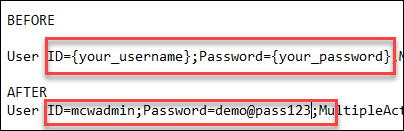 BEFORE
User ID={your_username};Password={your_password};
AFTER
User ID=mcwadmin;Password=demo@pass123;MultipleAct